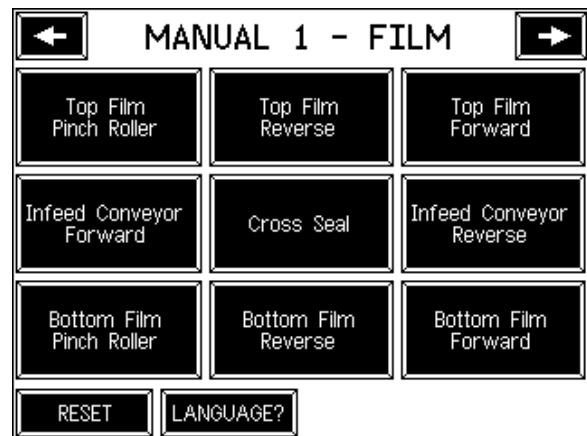 MANUAL 1 - FILM
Top Film
Pinch Roller
Top Film
Reverse
Top Film
Forward
Infeed Conveyor
Forward
Cross Seal
Infeed Conveyor
Reverse
Bottom Film
Pinch Roller
Bottom Film
Reverse
Bottom Film
Forward
RESET
LANGUAGE?